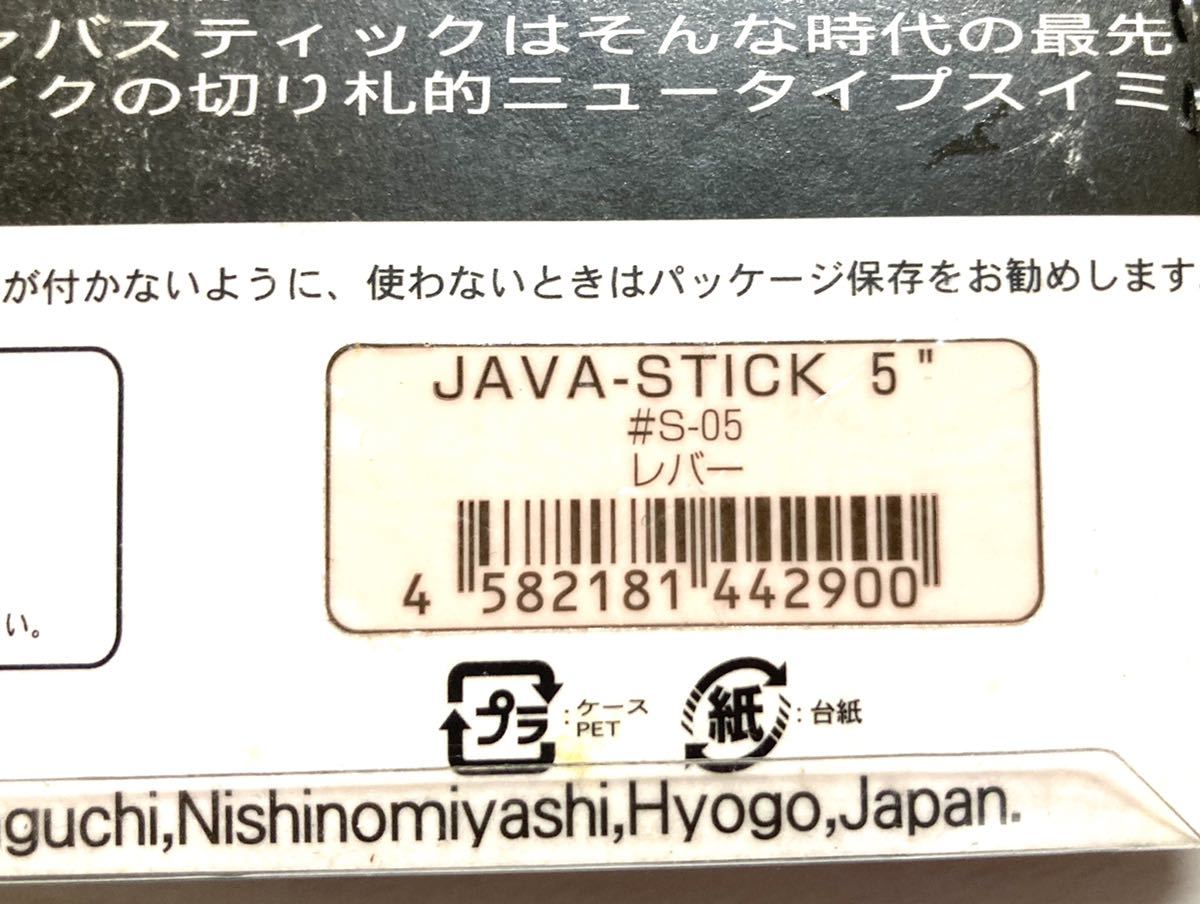 バスティックはそんな時代の最先
イクの切り札的ニュータイプスイミ
が付かないように、使わないときはパッケージ保存をお勧めします
い。
JAVA-STICK 5"
#S-05
レバー
4 582181 442900
プラ : ケース PET
紙 : 台紙
guchi,Nishinomiyashi,Hyogo,Japan.